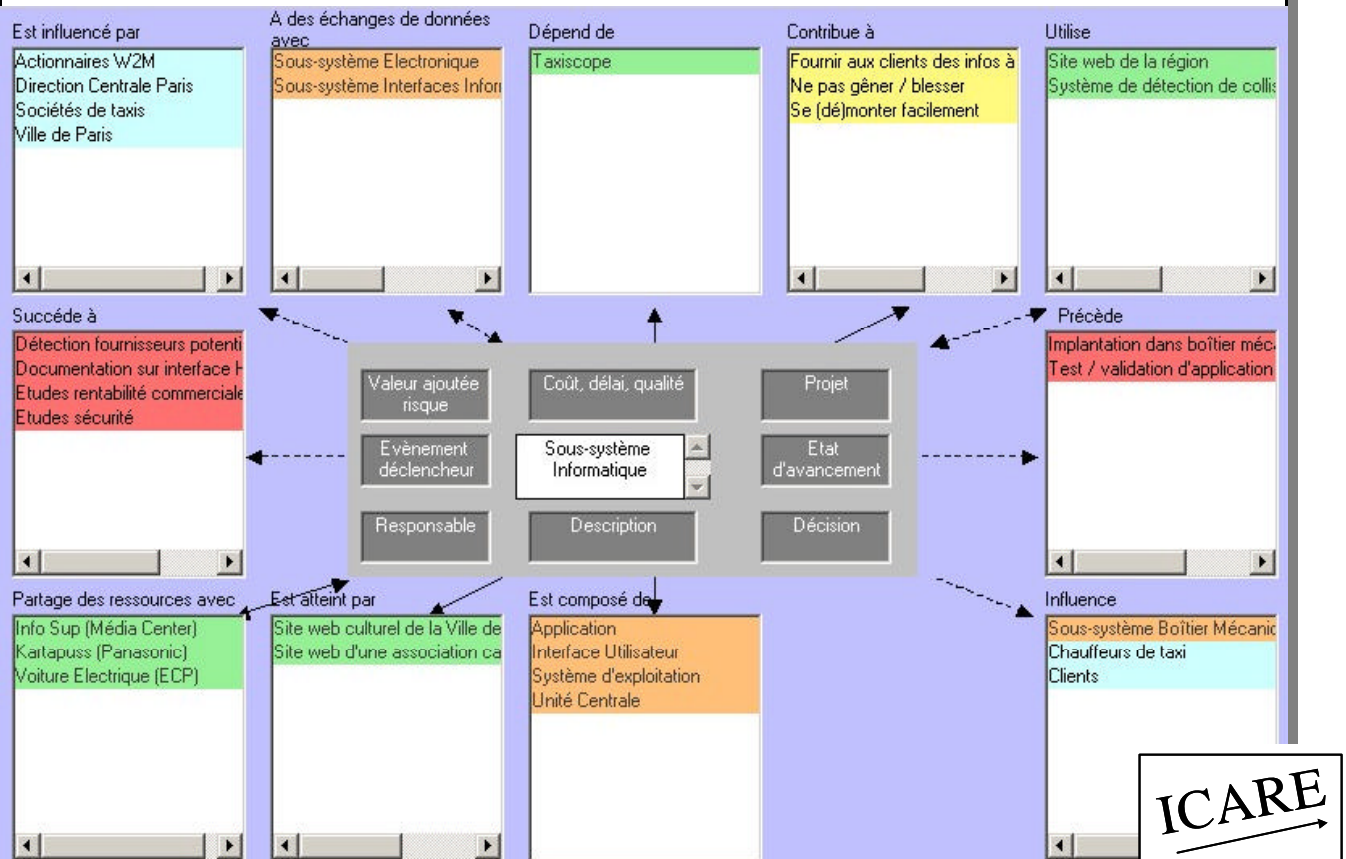 Est influencé par
Actionnaires W2M
Direction Centrale Paris
Sociétés de taxis
Ville de Paris
A des échanges de données
avec
Sous-système Electronique
Sous-système Interfaces Infor
Dépend de
Taxiscope
Contribue à
Fournir aux clients des infos à
Ne pas gêner / blesser
Se (dé)monter facilement
Utilise
Site web de la région
Système de détection de collis
Succéde à
Détection fournisseurs potenti
Documentation sur interface H
Etudes rentabilité commerciale
Etudes sécurité
Valeur ajoutée
risque
Coût, délai, qualité
Projet
Evènement
déclencheur
Sous-système
Informatique
Etat
d'avancement
Responsable
Description
Décision
Précède
Implantation dans boîtier méc
Test / validation d'application
Partage des ressources avec
Info Sup (Média Center)
Kartapuss (Panasonic)
Voiture Electrique (ECP)
Est atteint par
Site web culturel de la Ville de
Site web d'une association ca
Est composé de
Application
Interface Utilisateur
Système d'exploitation
Unité Centrale
Influence
Sous-système Boîtier Mécanic
Chauffeurs de taxi
Clients
ICARE